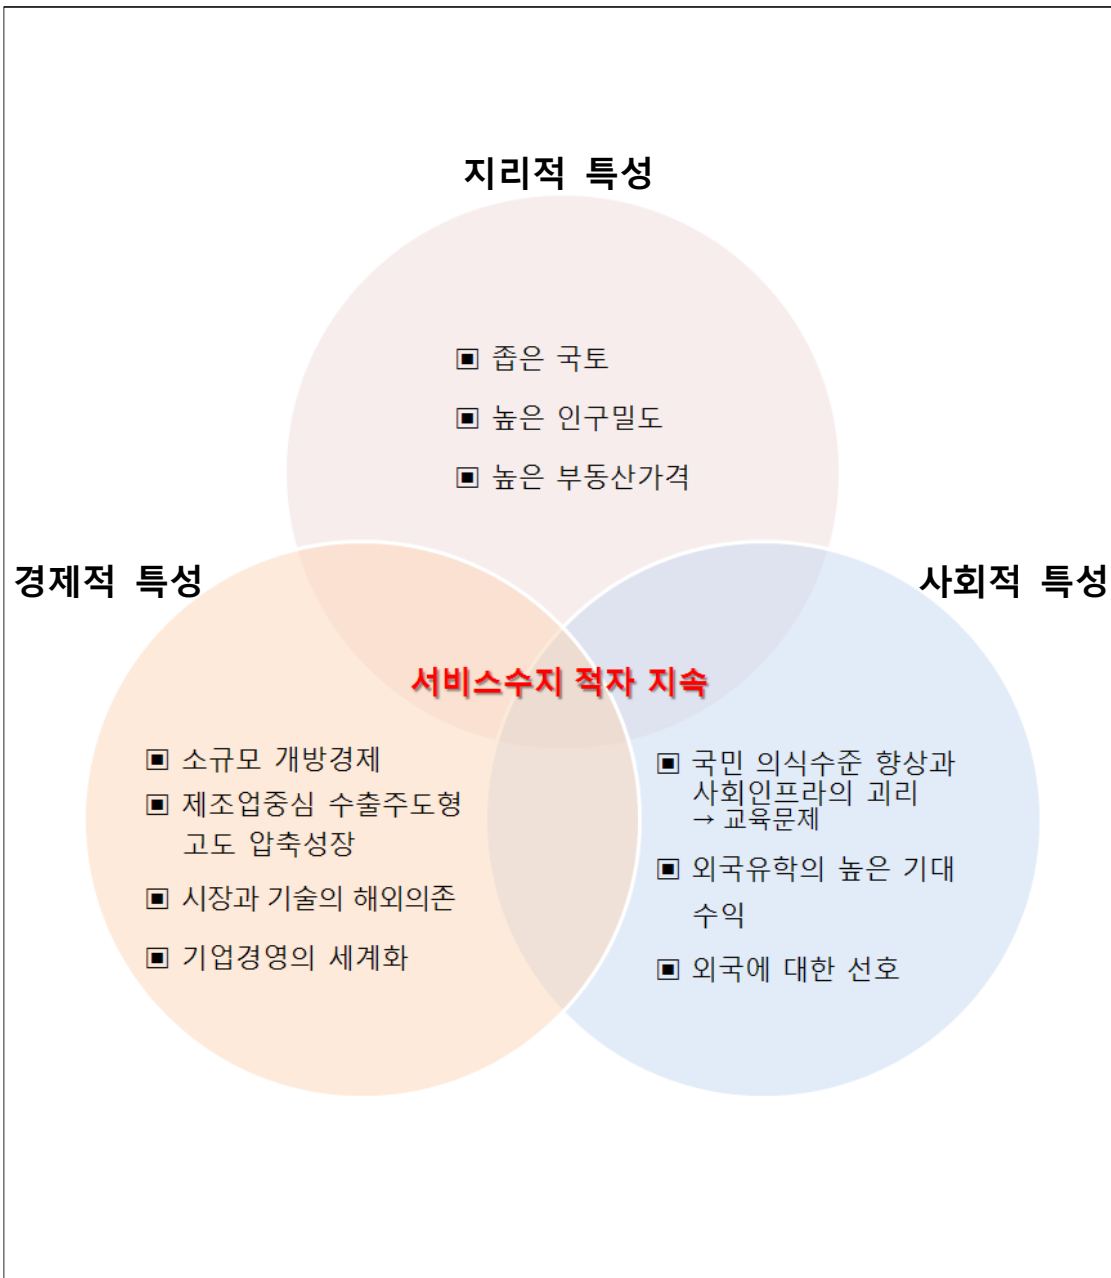 지리적 특성
▣ 좁은 국토
▣ 높은 인구밀도
▣ 높은 부동산가격
경제적 특성
사회적 특성
서비스수지 적자 지속
▣ 소규모 개방경제
▣ 제조업중심 수출주도형
고도 압축성장
▣ 시장과 기술의 해외의존
▣ 기업경영의 세계화
▣ 국민 의식수준 향상과
사회인프라의 괴리
→ 교육문제
▣ 외국유학의 높은 기대
수익
▣ 외국에 대한 선호